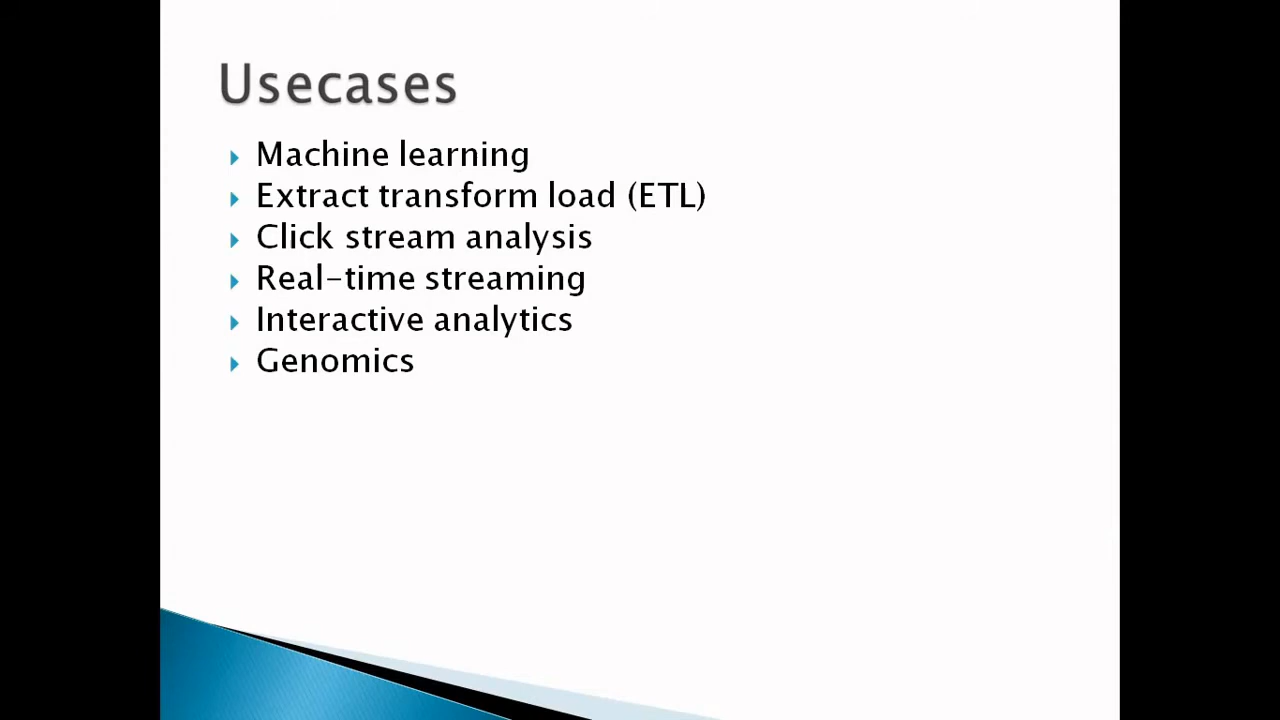 Usecases
Machine learning
Extract transform load (ETL)
Click stream analysis
Real-time streaming
Interactive analytics
Genomics